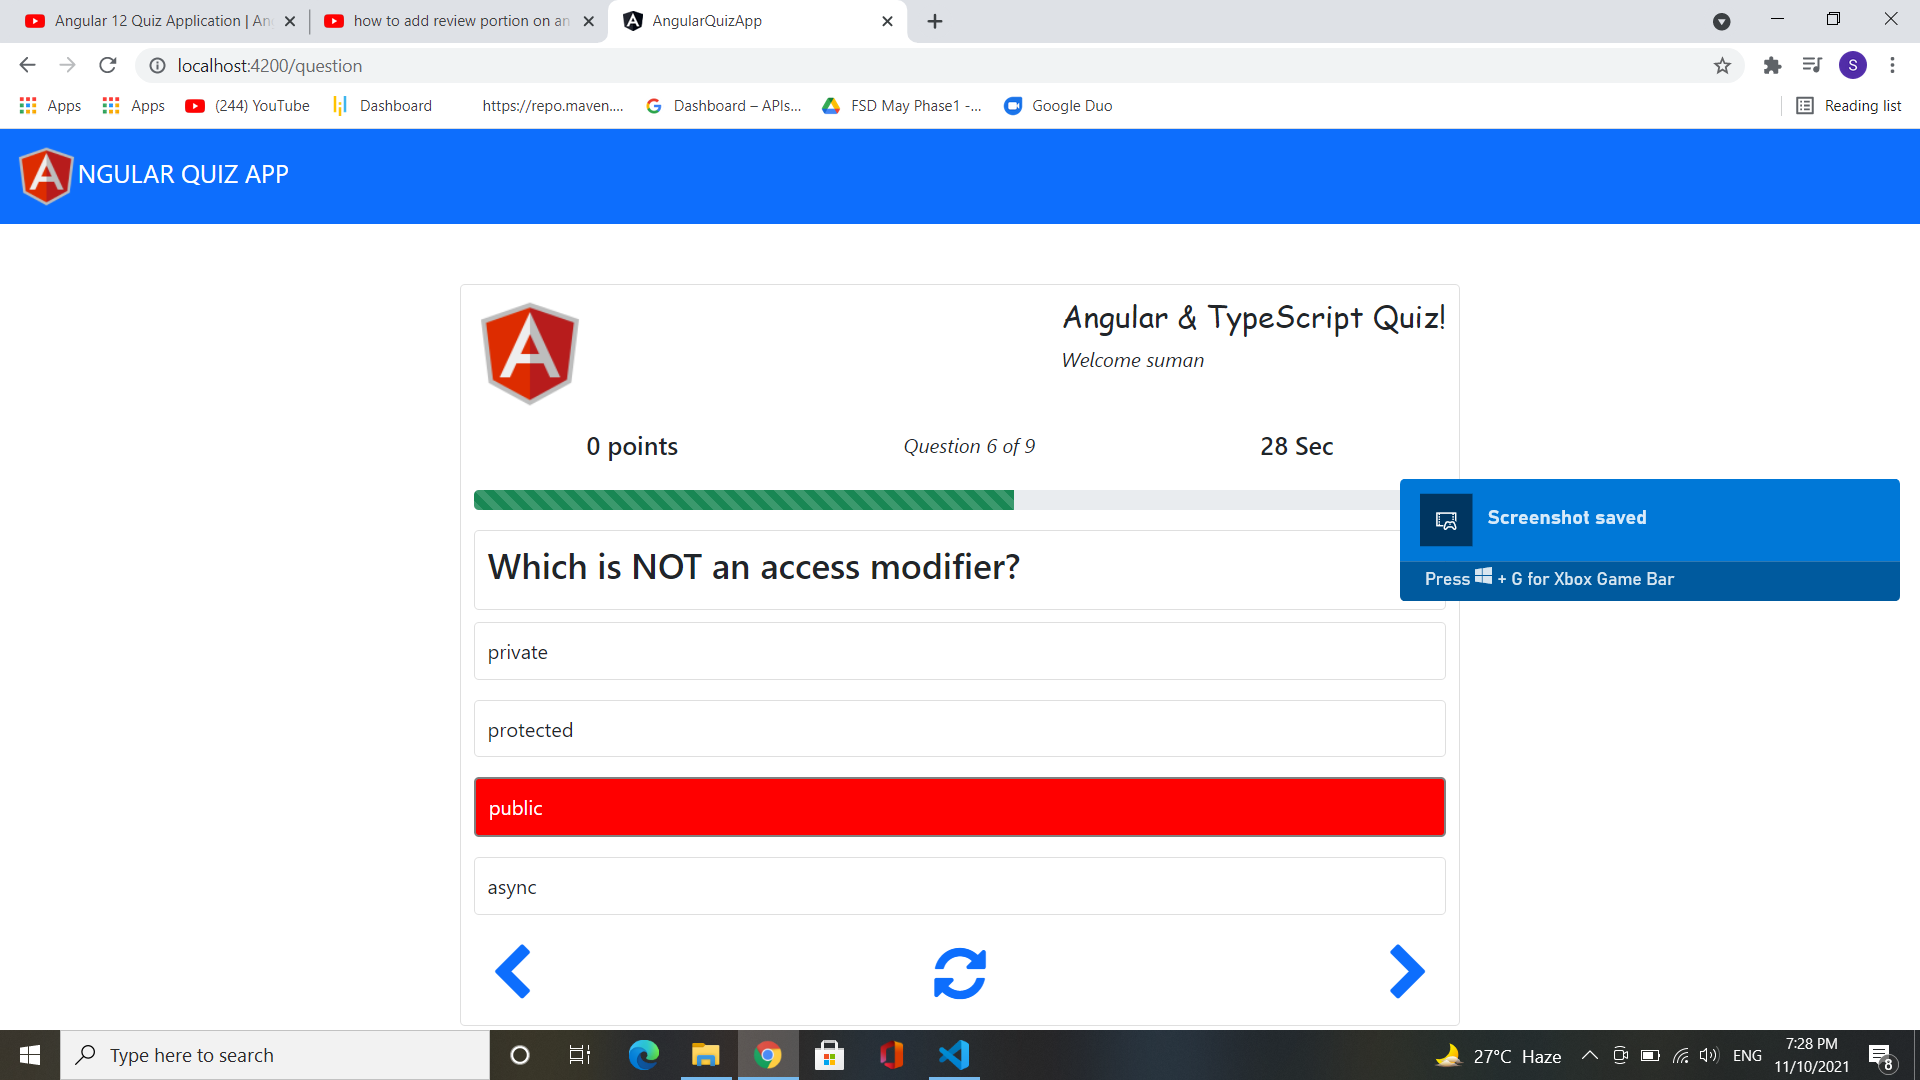 Angular 12 Quiz Application | An
how to add review portion on an
AngularQuizApp
localhost:4200/question
S
Apps
Apps
(244) YouTube
Dashboard
https://repo.maven....
Dashboard – APIs...
FSD May Phase1 -...
Google Duo
Reading list
NGULAR QUIZ APP
Angular & TypeScript Quiz!
Welcome suman
0 points
Question 6 of 9
28 Sec
Screenshot saved
Press + G for Xbox Game Bar
Which is NOT an access modifier?
private
protected
public
async
Type here to search
27°C Haze
ENG
7:28 PM
11/10/2021
8